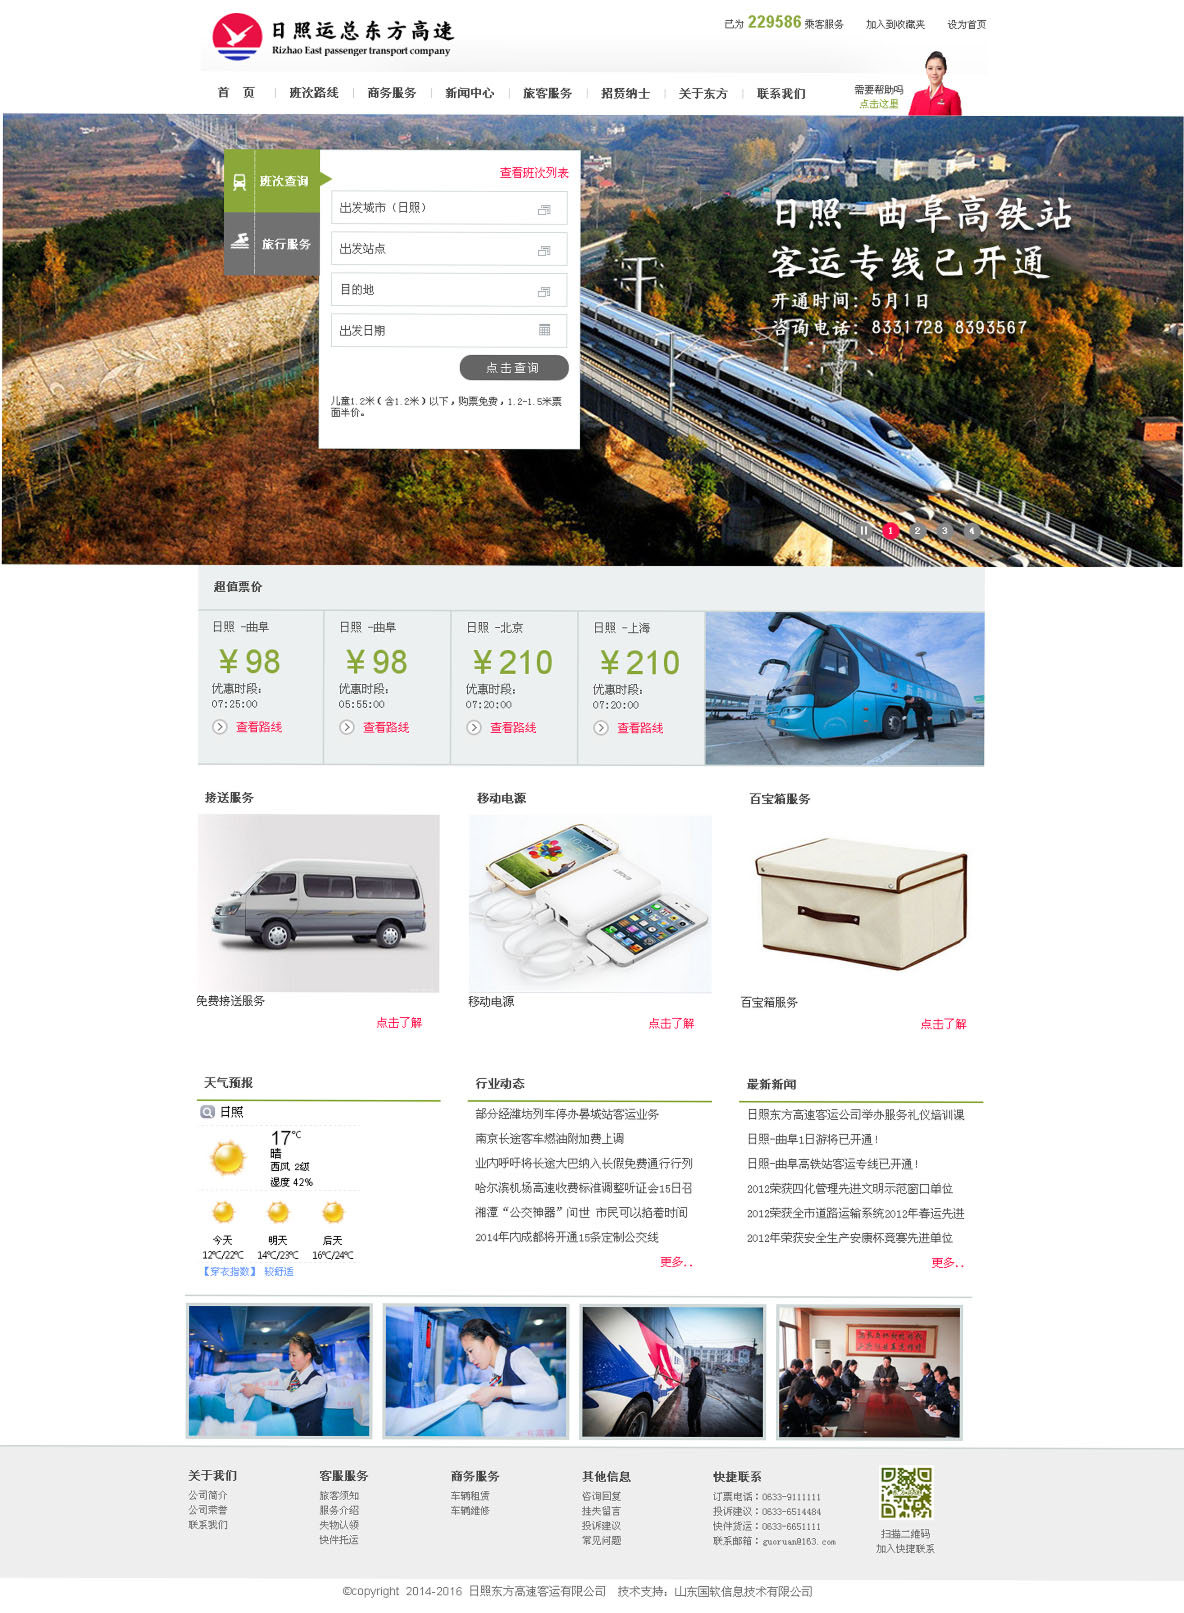 日照运总东方高速
Rizhao East passenger transport company
已为 229586 乘客服务 加入到收藏夹 设为首页
首 页 班次路线 商务服务 新闻中心 旅客服务 招贤纳士 关于东方 联系我们
需要帮助吗
点击这里
班次查询
旅行服务
查看班次列表
出发城市（日照）
出发站点
目的地
出发日期
点击查询
儿童1.2米（含1.2米）以下，购票免费，1.2-1.5米票
面半价。
日照-曲阜高铁站
客运专线已开通
开通时间：5月1日
咨询电话：8331728 8393567
1 2 3 4
超值票价
日照 -曲阜
￥98
优惠时段：
07:25:00
查看路线
日照 -曲阜
￥98
优惠时段：
05:55:00
查看路线
日照 -北京
￥210
优惠时段：
07:20:00
查看路线
日照 -上海
￥210
优惠时段：
07:20:00
查看路线
接送服务
免费接送服务
点击了解
移动电源
移动电源
点击了解
百宝箱服务
百宝箱服务
点击了解
天气预报
日照
17℃
晴
西风 2级
湿度 42%
今天 明天 后天
12℃/22℃ 14℃/23℃ 16℃/24℃
【穿衣指数】 较舒适
行业动态
部分经潍坊列车停办晏城站客运业务
南京长途客车燃油附加费上调
业内呼吁将长途大巴纳入长假免费通行行列
哈尔滨机场高速收费标准调整听证会15日召
湘潭“公交神器”问世 市民可以掐着时间
2014年内成都将开通15条定制公交线
更多..
最新新闻
日照东方高速客运公司举办服务礼仪培训课
日照-曲阜1日游将已开通！
日照-曲阜高铁站客运专线已开通！
2012荣获四化管理先进文明示范窗口单位
2012荣获全市道路运输系统2012年春运先进
2012年荣获安全生产安康杯竞赛先进单位
更多..
关于我们
公司简介
公司荣誉
联系我们
客服服务
旅客须知
服务介绍
失物认领
快件托运
商务服务
车辆租赁
车辆维修
其他信息
咨询回复
挂失留言
投诉建议
常见问题
快捷联系
订票电话：0633-9111111
投诉建议：0633-6514484
快件货运：0633-6651111
联系邮箱：guoruan@163.com
扫描二维码
加入快捷联系
©copyright 2014-2016 日照东方高速客运有限公司 技术支持：山东国软信息技术有限公司